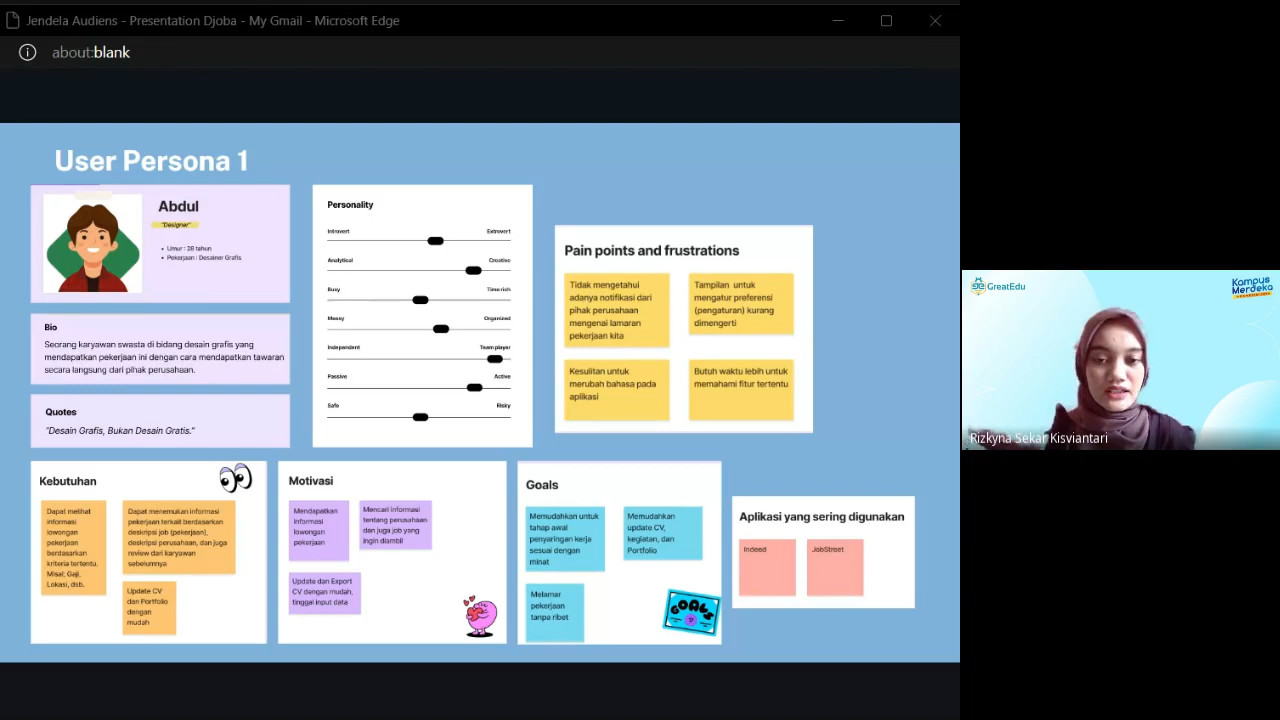 Jendela Audiens - Presentation Djoba - My Gmail - Microsoft Edge
about:blank
User Persona 1
Abdul
"Designer"
Umur : 28 tahun
Pekerjaan : Desainer Grafis
Bio
Seorang karyawan swasta di bidang desain grafis yang
mendapatkan pekerjaan ini dengan cara mendapatkan tawaran
secara langsung dari pihak perusahaan.
Quotes
"Desain Grafis, Bukan Desain Gratis."
Personality
Introvert Extrovert
Analytical Creative
Busy Time rich
Messy Organized
Independent Team player
Passive Active
Safe Risky
Pain points and frustrations
Tidak mengetahui
adanya notifikasi dari
pihak perusahaan
mengenai lamaran
pekerjaan kita
Tampilan untuk
mengatur preferensi
(pengaturan) kurang
dimengerti
Kesulitan untuk
merubah bahasa pada
aplikasi
Butuh waktu lebih untuk
memahami fitur tertentu
Kebutuhan
Dapat melihat
informasi
lowongan
pekerjaan
berdasarkan
kriteria tertentu.
Misal; Gaji,
Lokasi, dsb.
Dapat menemukan informasi
pekerjaan terkait berdasarkan
deskripsi job (pekerjaan),
deskripsi perusahaan, dan juga
review dari karyawan
sebelumnya
Update CV
dan Portfolio
dengan
mudah
Motivasi
Mendapatkan
informasi
lowongan
pekerjaan
Mencari informasi
tentang perusahaan
dan juga job yang
ingin diambil
Update dan Export
CV dengan mudah,
tinggal input data
Goals
Memudahkan untuk
tahap awal
penyaringan kerja
sesuai dengan
minat
Memudahkan
update CV,
kegiatan, dan
Portfolio
Melamar
pekerjaan
tanpa ribet
GOALS
Aplikasi yang sering digunakan
Indeed
JobStreet
GreatEdu
Kampus
Merdeka
Rizkyna Sekar Kisviantari